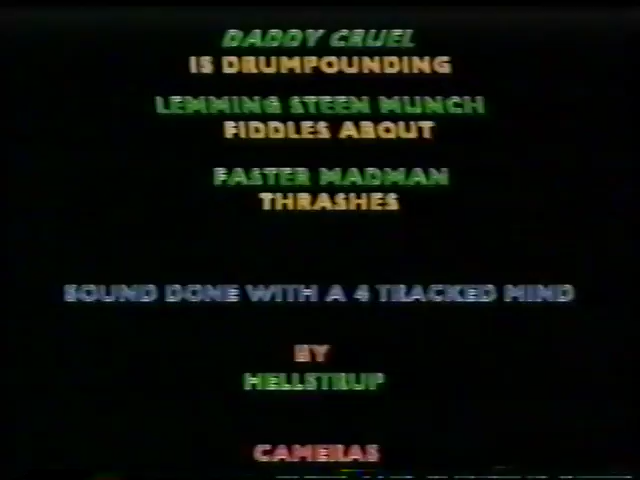 DADDY CRUEL
IS DRUMPOUNDING
LEMMING STEEN MUNCH
FIDDLES ABOUT
FASTER MADMAN
THRASHES
SOUND DONE WITH A 4 TRACKED MIND
BY
HELLSTRUP
CAMERAS